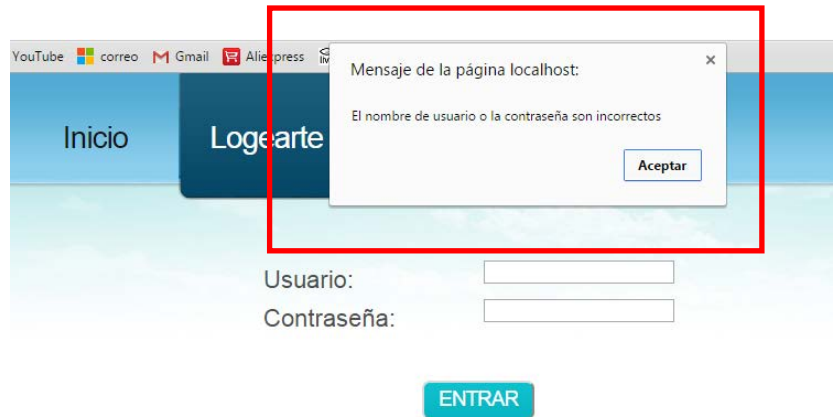 YouTube correo Gmail Aliexpress
Mensaje de la página localhost:
El nombre de usuario o la contraseña son incorrectos
Aceptar
Inicio Logearte
Usuario:
Contraseña:
ENTRAR